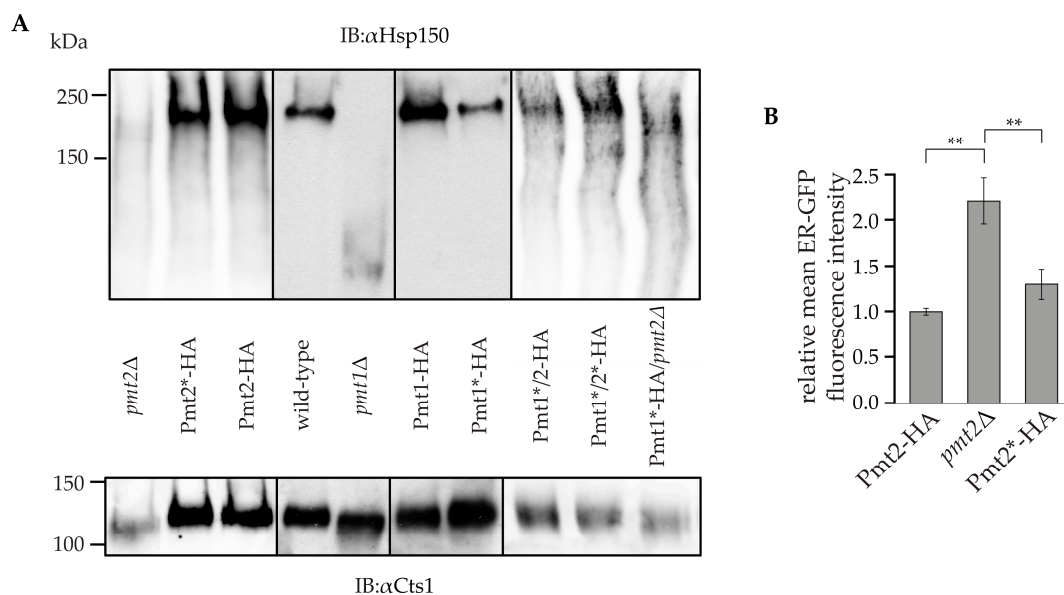 A
IB:αHsp150
kDa
250
150
pmt2Δ
Pmt2*-HA
Pmt2-HA
wild-type
pmt1Δ
Pmt1-HA
Pmt1*-HA
Pmt1*/2-HA
Pmt1*/2*-HA
Pmt1*-HA/pmt2Δ
150
100
IB:αCts1
B
**
**
relative mean ER-GFP
fluorescence intensity
2.5
2.0
1.5
1.0
0.5
0.0
Pmt2-HA
pmt2Δ
Pmt2*-HA